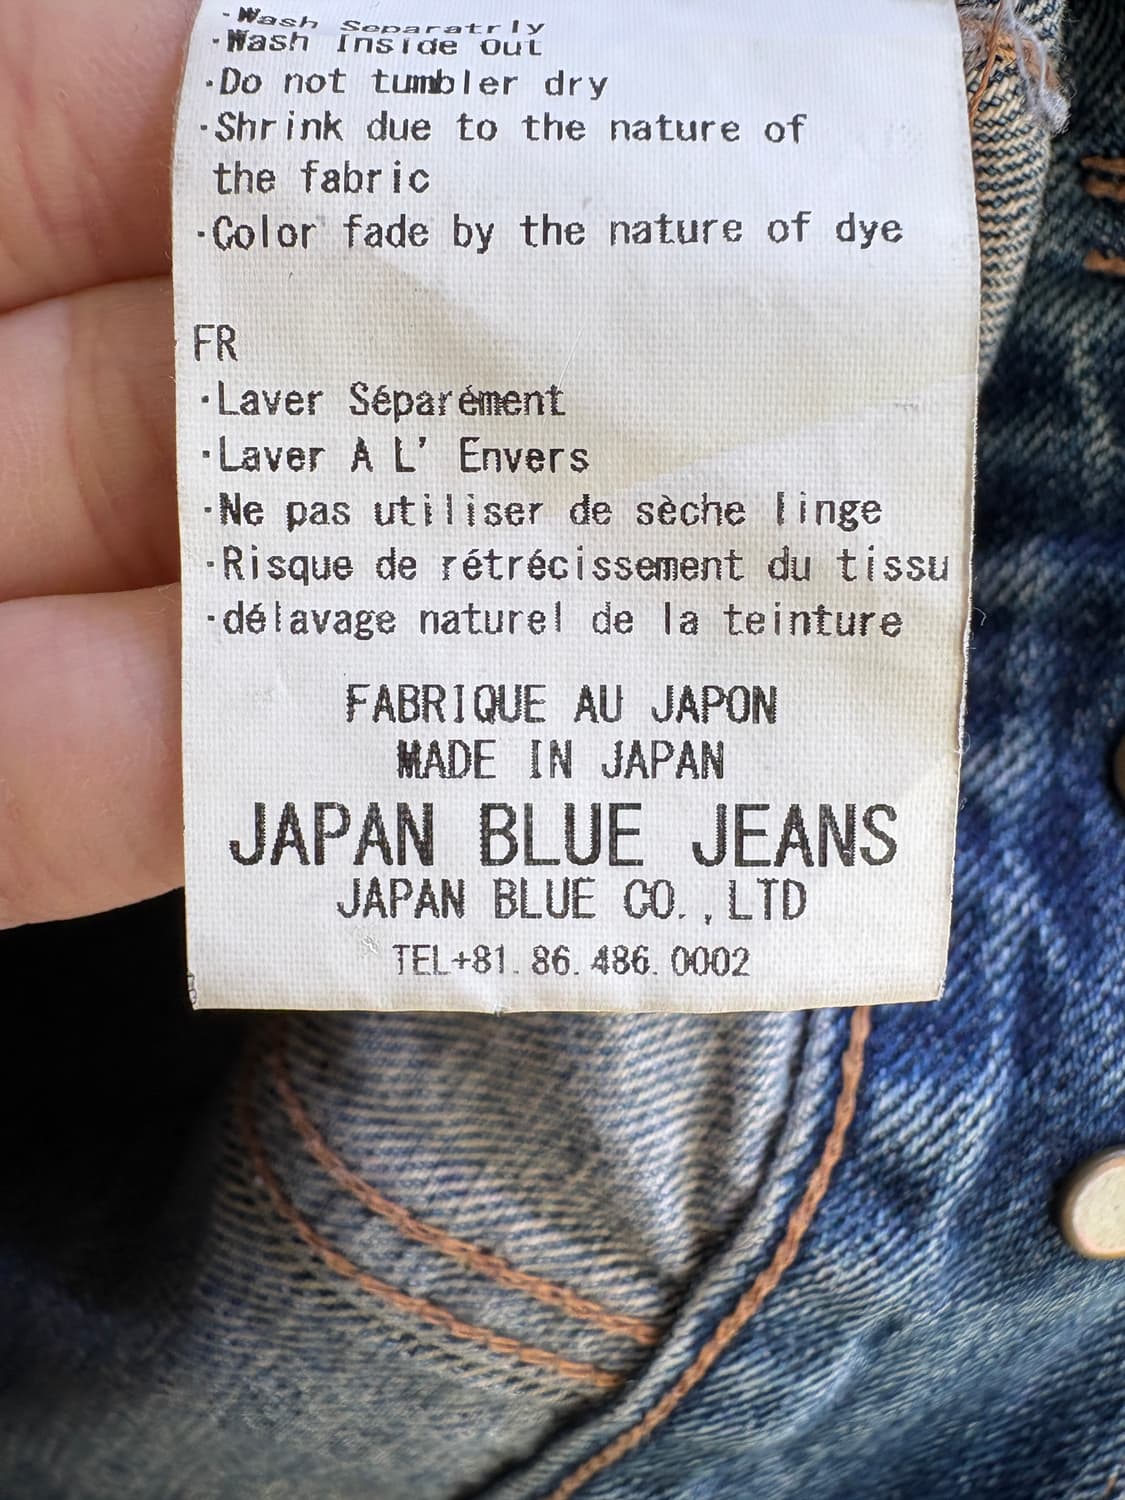 ·Wash Separatrly
·Wash Inside Out
·Do not tumbler dry
·Shrink due to the nature of
the fabric
·Color fade by the nature of dye
FR
·Laver Séparément
·Laver A L' Envers
·Ne pas utiliser de sèche linge
·Risque de rétrécissement du tissu
·délavage naturel de la teinture
FABRIQUE AU JAPON
MADE IN JAPAN
JAPAN BLUE JEANS
JAPAN BLUE CO.,LTD
TEL+81.86.486.0002